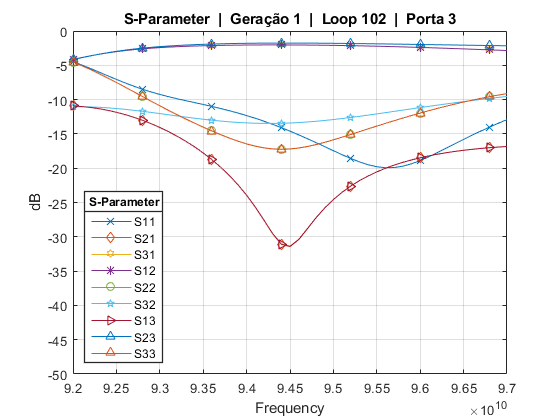 S-Parameter | Geração 1 | Loop 102 | Porta 3
dB
0
-5
-10
-15
-20
-25
-30
-35
-40
-45
-50
S-Parameter
S11
S21
S31
S12
S22
S32
S13
S23
S33
9.2
9.25
9.3
9.35
9.4
9.45
9.5
9.55
9.6
9.65
9.7
Frequency
×10^10